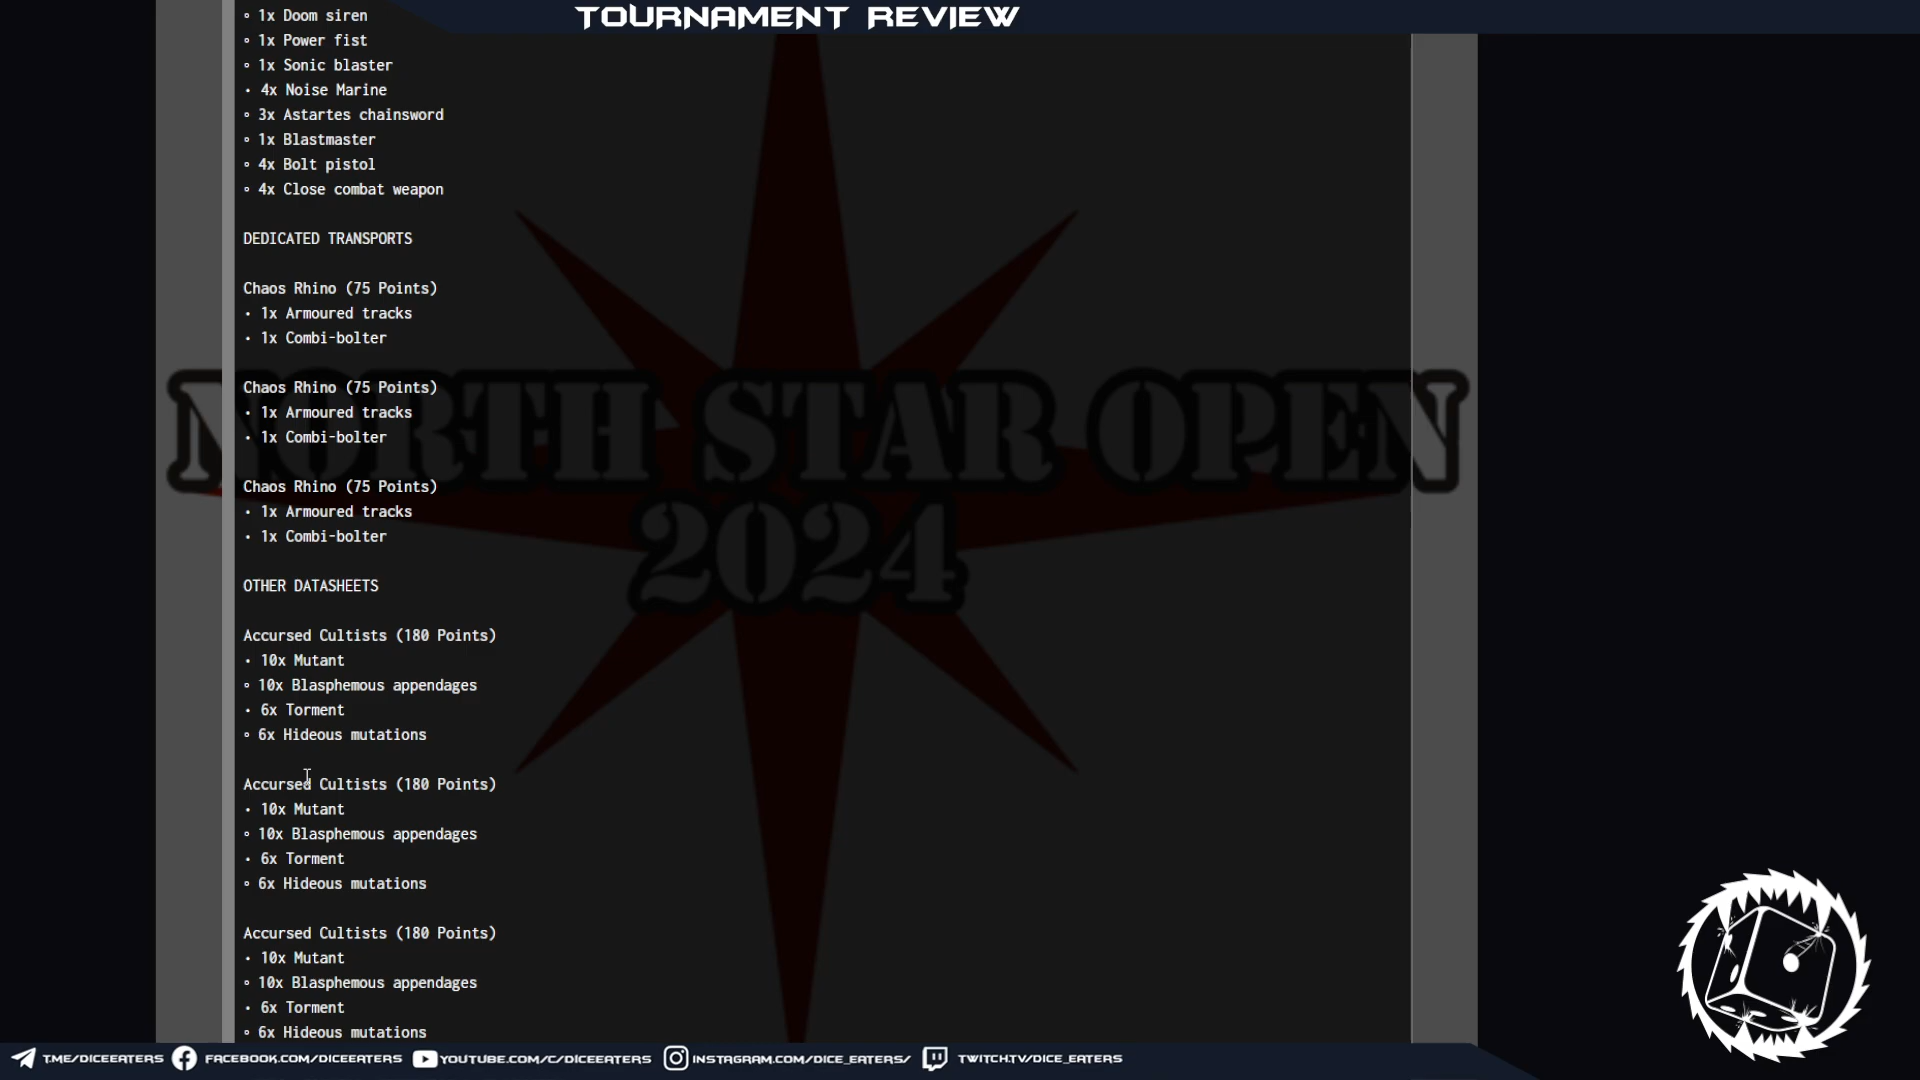 TOURNAMENT REVIEW
◦ 1x Doom siren
◦ 1x Power fist
◦ 1x Sonic blaster
• 4x Noise Marine
◦ 3x Astartes chainsword
◦ 1x Blastmaster
◦ 4x Bolt pistol
◦ 4x Close combat weapon
DEDICATED TRANSPORTS
Chaos Rhino (75 Points)
• 1x Armoured tracks
• 1x Combi-bolter
Chaos Rhino (75 Points)
• 1x Armoured tracks
• 1x Combi-bolter
Chaos Rhino (75 Points)
• 1x Armoured tracks
• 1x Combi-bolter
OTHER DATASHEETS
Accursed Cultists (180 Points)
• 10x Mutant
◦ 10x Blasphemous appendages
• 6x Torment
◦ 6x Hideous mutations
Accursed Cultists (180 Points)
• 10x Mutant
◦ 10x Blasphemous appendages
• 6x Torment
◦ 6x Hideous mutations
Accursed Cultists (180 Points)
• 10x Mutant
◦ 10x Blasphemous appendages
• 6x Torment
◦ 6x Hideous mutations
NORTH STAR OPEN
2024
T.ME/DICEEATERS FACEBOOK.COM/DICEEATERS YOUTUBE.COM/C/DICEEATERS INSTAGRAM.COM/DICE_EATERS/ TWITCH.TV/DICE_EATERS